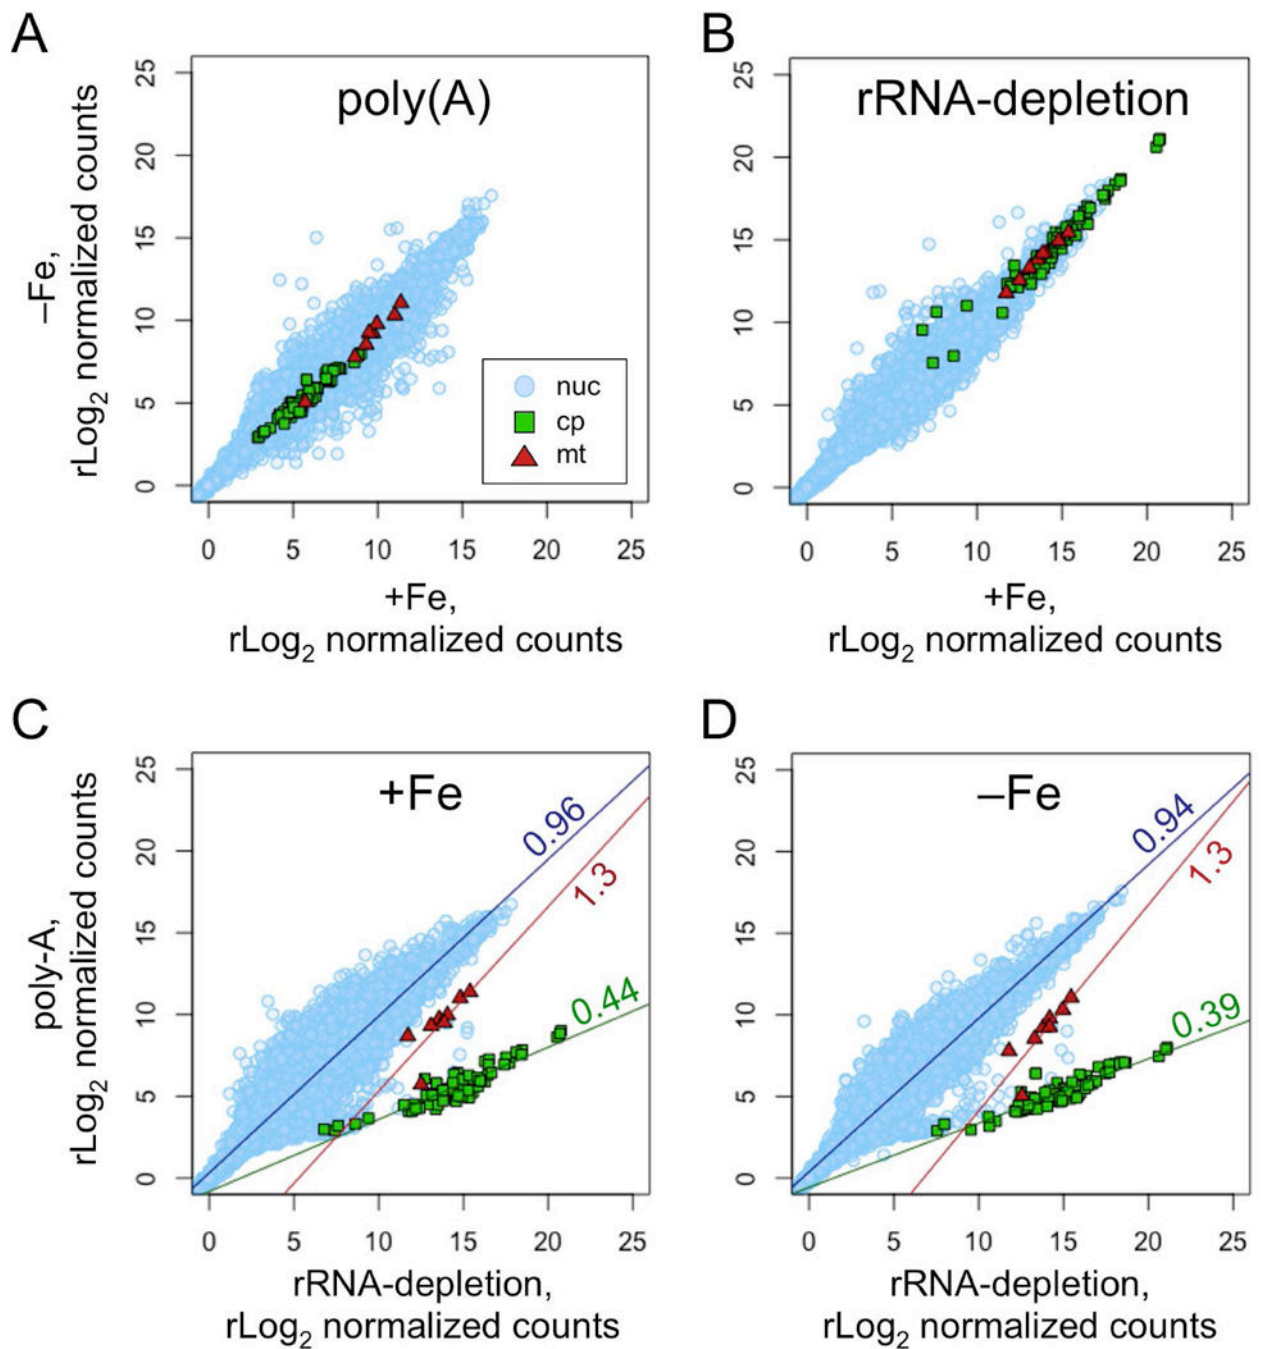 A
poly(A)
–Fe,
rLog2 normalized counts
25
20
15
10
5
0
nuc
cp
mt
0 5 10 15 20 25
+Fe,
rLog2 normalized counts
B
rRNA-depletion
25
20
15
10
5
0
0 5 10 15 20 25
+Fe,
rLog2 normalized counts
C
+Fe
poly-A,
rLog2 normalized counts
25
20
15
10
5
0
0.96
1.3
0.44
0 5 10 15 20 25
rRNA-depletion,
rLog2 normalized counts
D
–Fe
25
20
15
10
5
0
0.94
1.3
0.39
0 5 10 15 20 25
rRNA-depletion,
rLog2 normalized counts